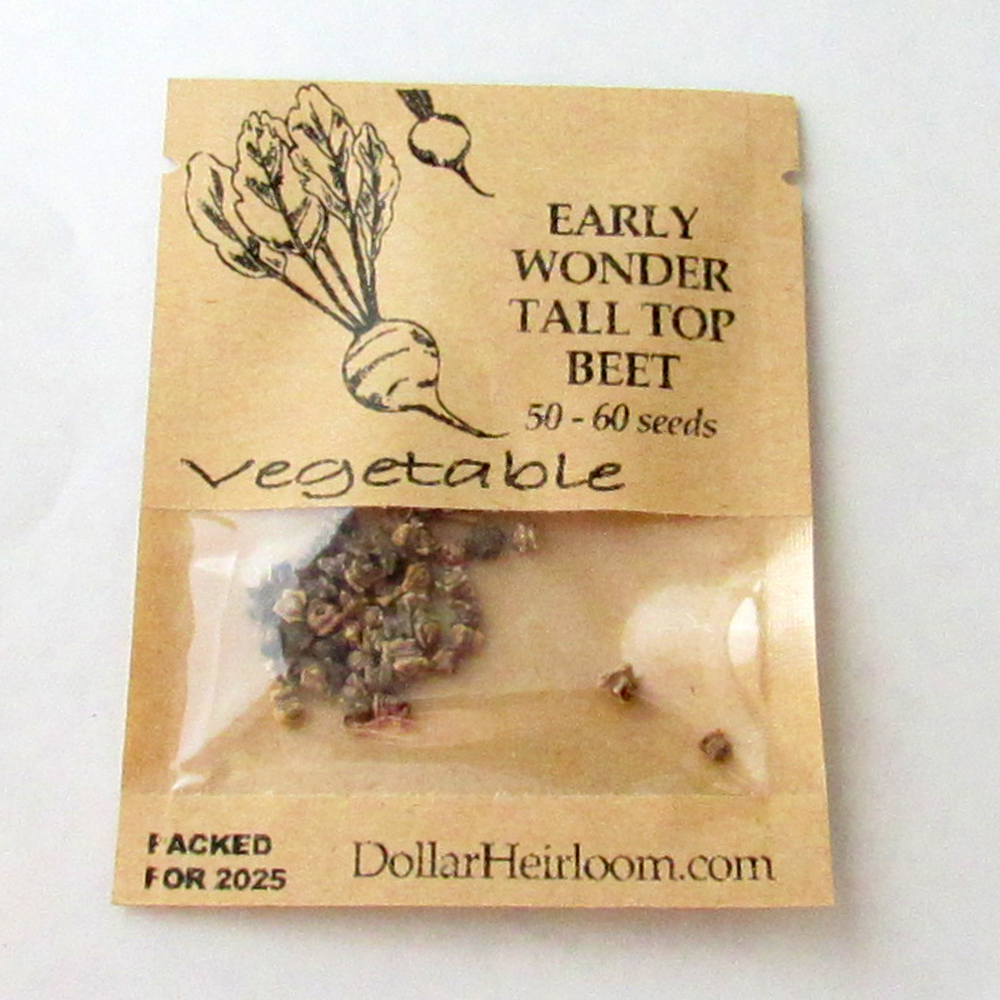 EARLY
WONDER
TALL TOP
BEET
50 - 60 seeds
vegetable
PACKED
FOR 2025
DollarHeirloom.com